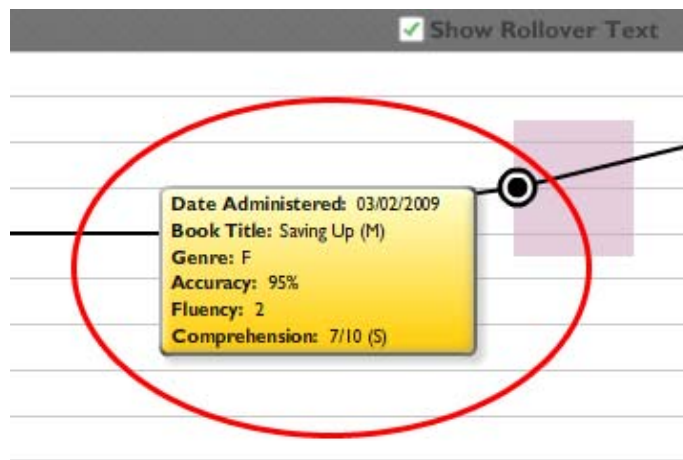 Show Rollover Text
Date Administered: 03/02/2009
Book Title: Saving Up (M)
Genre: F
Accuracy: 95%
Fluency: 2
Comprehension: 7/10 (S)